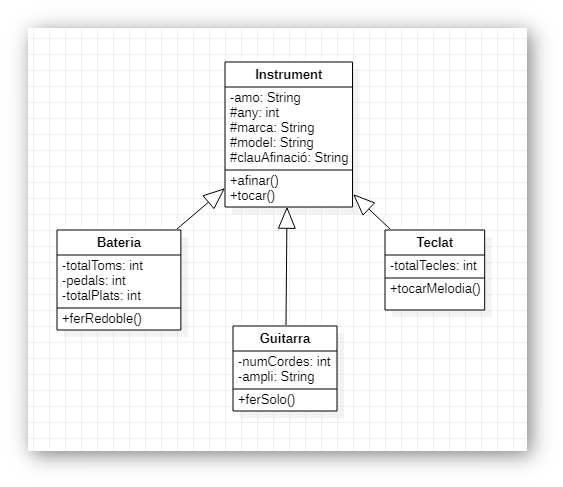 Instrument
-amo: String
#any: int
#marca: String
#model: String
#clauAfinació: String
+afinar()
+tocar()
Bateria
-totalToms: int
-pedals: int
-totalPlats: int
+ferRedoble()
Teclat
-totalTecles: int
+tocarMelodia()
Guitarra
-numCordes: int
-ampli: String
+ferSolo()